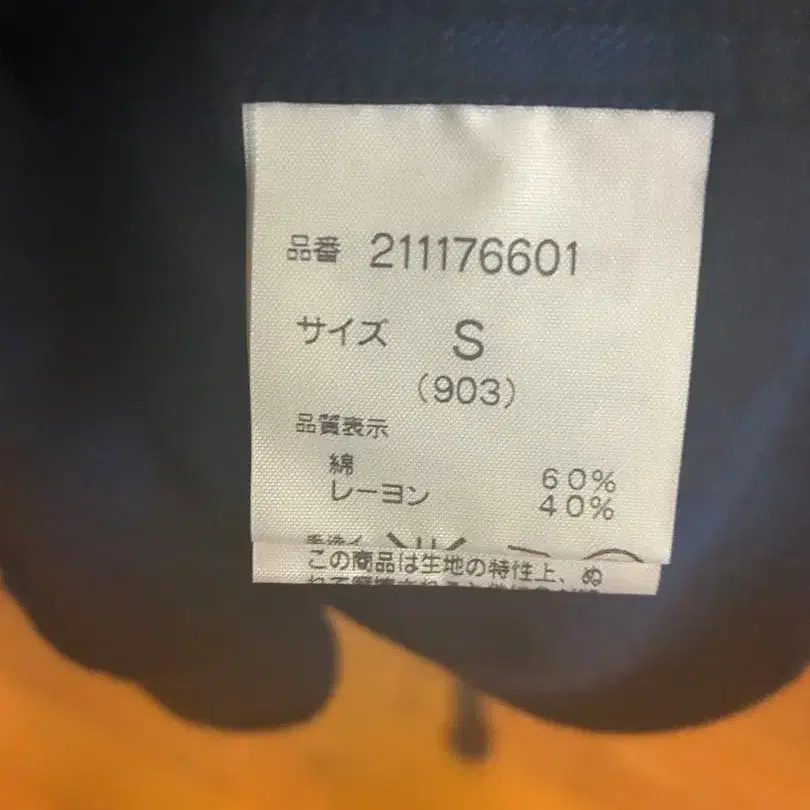 品番 211176601
サイズ S
(903)
品質表示
綿 60%
レーヨン 40%
この商品は生地の特性上、ぬ